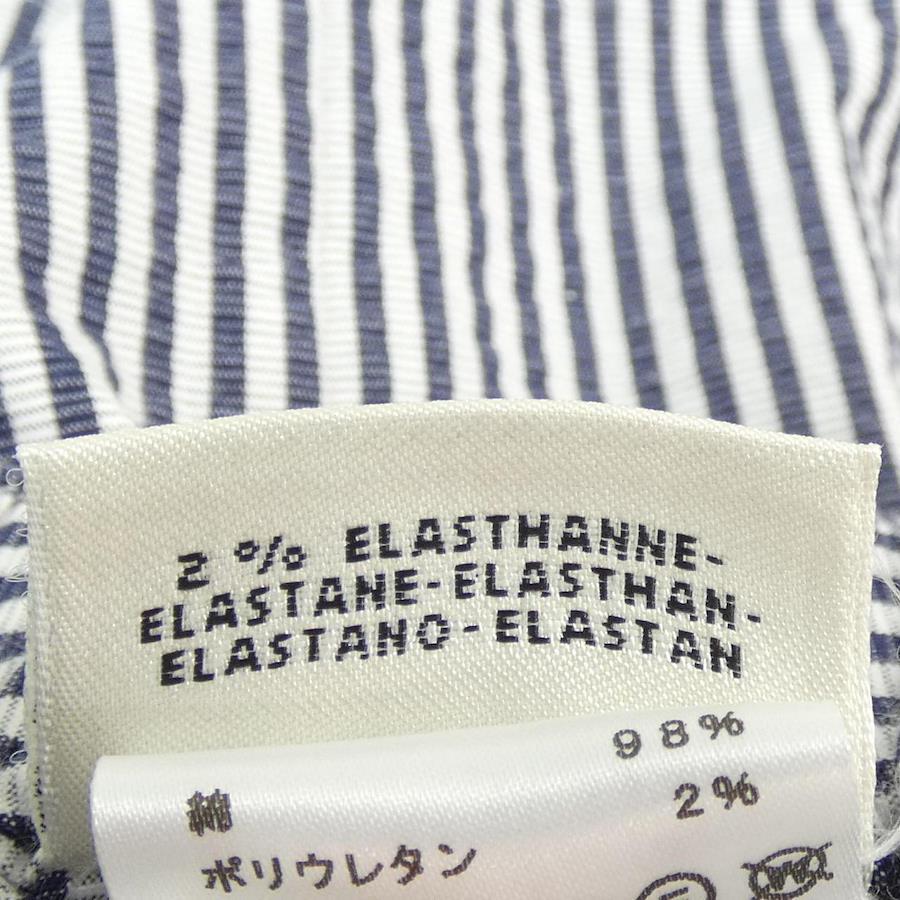 2 % ELASTHANNE-
ELASTANE-ELASTHAN-
ELASTANO-ELASTAN
綿 98%
ポリウレタン 2%